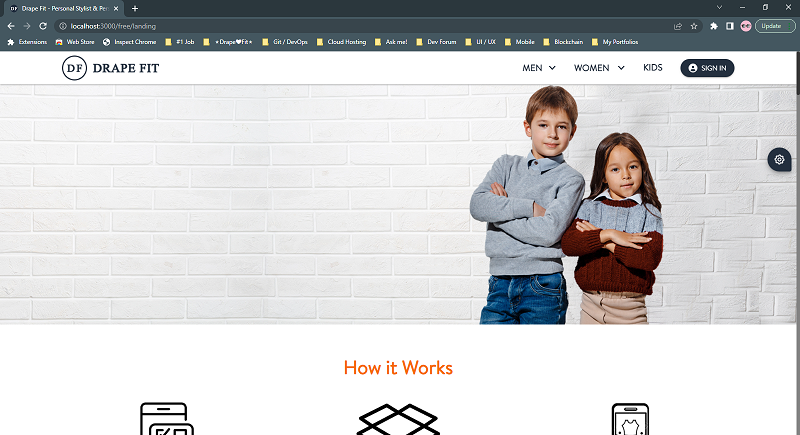 DF Drape Fit - Personal Stylist & Per
localhost:3000/free/landing
Update
Extensions Web Store Inspect Chrome #1 Job ★Drape♥Fit★ Git / DevOps Cloud Hosting Ask me! Dev Forum UI / UX Mobile Blockchain My Portfolios
DF DRAPE FIT MEN WOMEN KIDS SIGN IN
How it Works